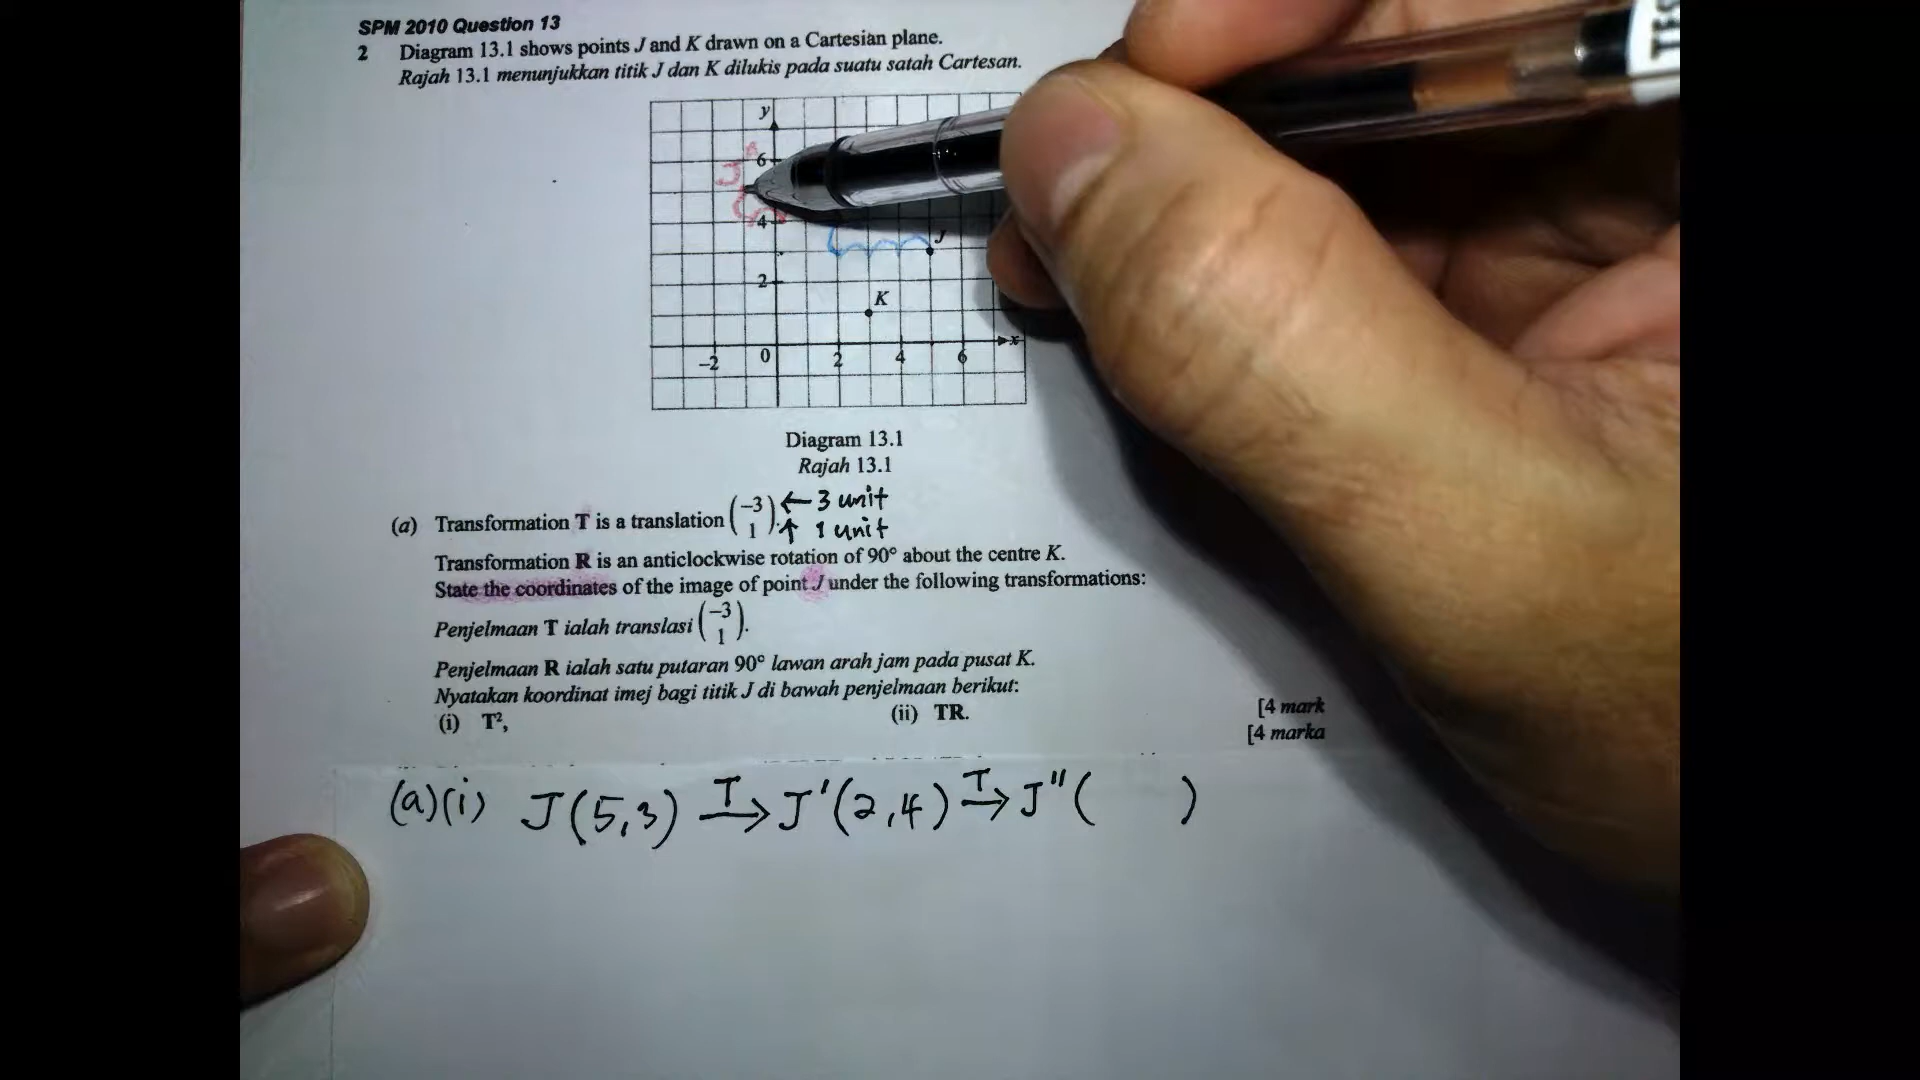 SPM 2010 Question 13
2 Diagram 13.1 shows points J and K drawn on a Cartesian plane.
Rajah 13.1 menunjukkan titik J dan K dilukis pada suatu satah Cartesan.
y
J"
6
4
J
2
K
-2 0 2 4 6 x
Diagram 13.1
Rajah 13.1
(a) Transformation T is a translation (-3 1). ← 3 unit
↑ 1 unit
Transformation R is an anticlockwise rotation of 90° about the centre K.
State the coordinates of the image of point J under the following transformations:
Penjelmaan T ialah translasi (-3 1).
Penjelmaan R ialah satu putaran 90° lawan arah jam pada pusat K.
Nyatakan koordinat imej bagi titik J di bawah penjelmaan berikut:
(i) T², (ii) TR. [4 mark
[4 marka
(a)(i) J(5,3) T→ J'(2,4) T→ J"( )